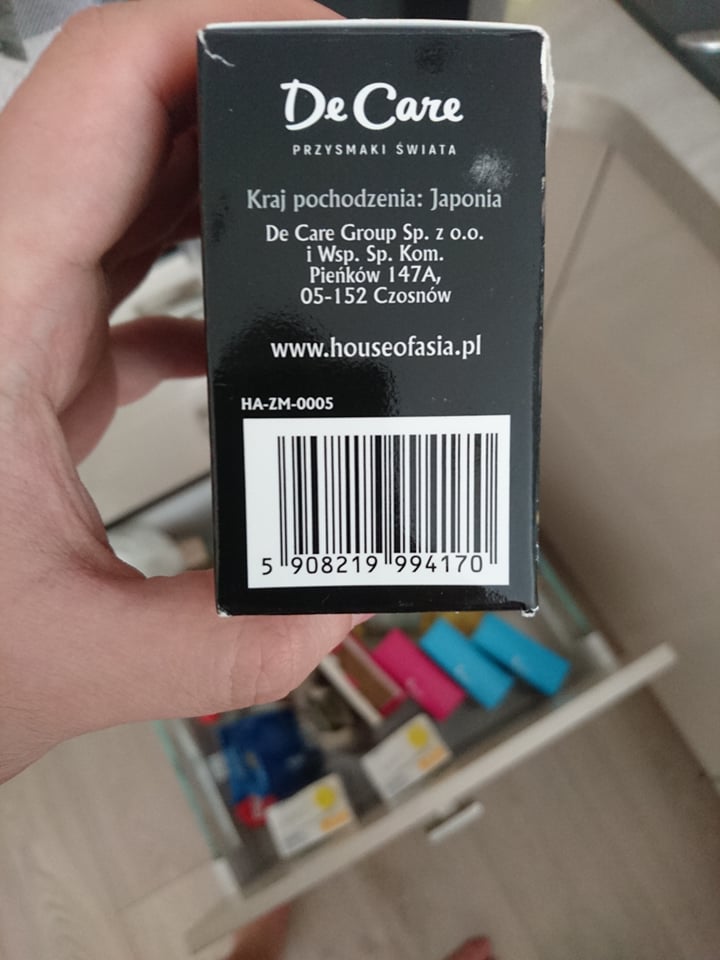 De Care
PRZYSMAKI ŚWIATA
Kraj pochodzenia: Japonia
De Care Group Sp. z o.o.
i Wsp. Sp. Kom.
Pieńków 147A,
05-152 Czosnów
www.houseofasia.pl
HA-ZM-0005
5 908219 994170